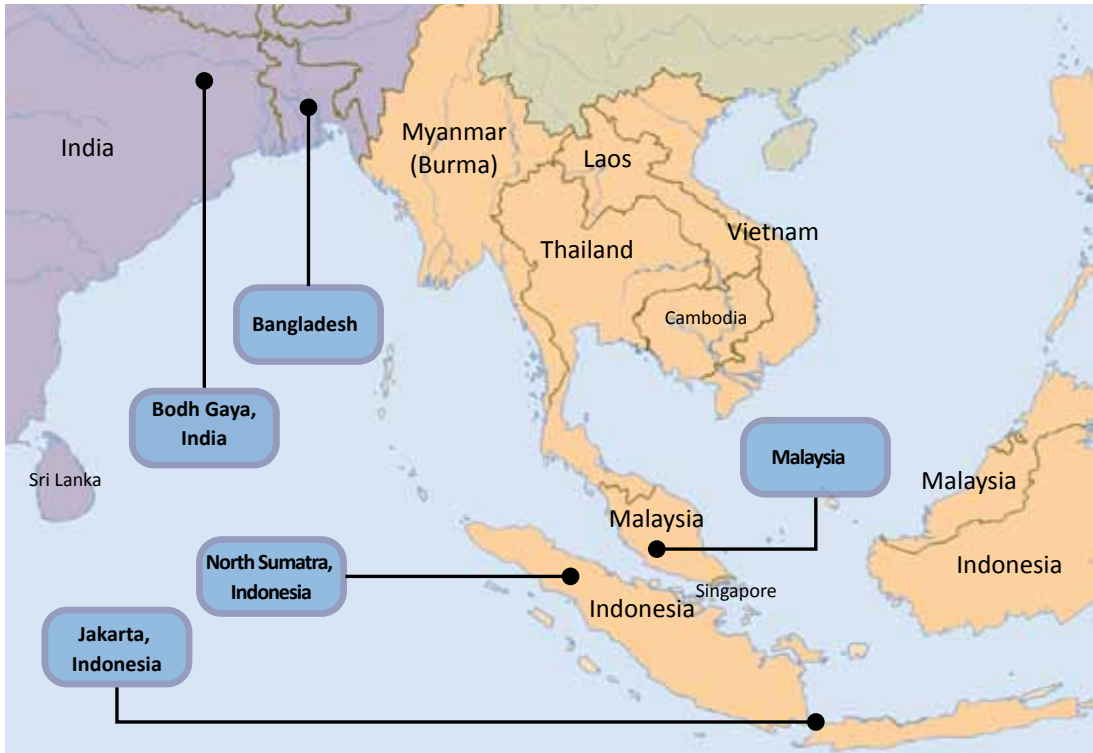 India
Myanmar
(Burma)
Laos
Thailand
Vietnam
Cambodia
Bangladesh
Bodh Gaya,
India
Sri Lanka
Malaysia
Malaysia
Malaysia
North Sumatra,
Indonesia
Singapore
Indonesia
Indonesia
Jakarta,
Indonesia